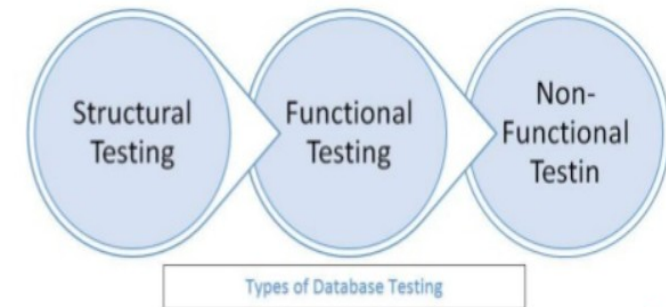 Structural
Testing
Functional
Testing
Non-
Functional
Testin
Types of Database Testing